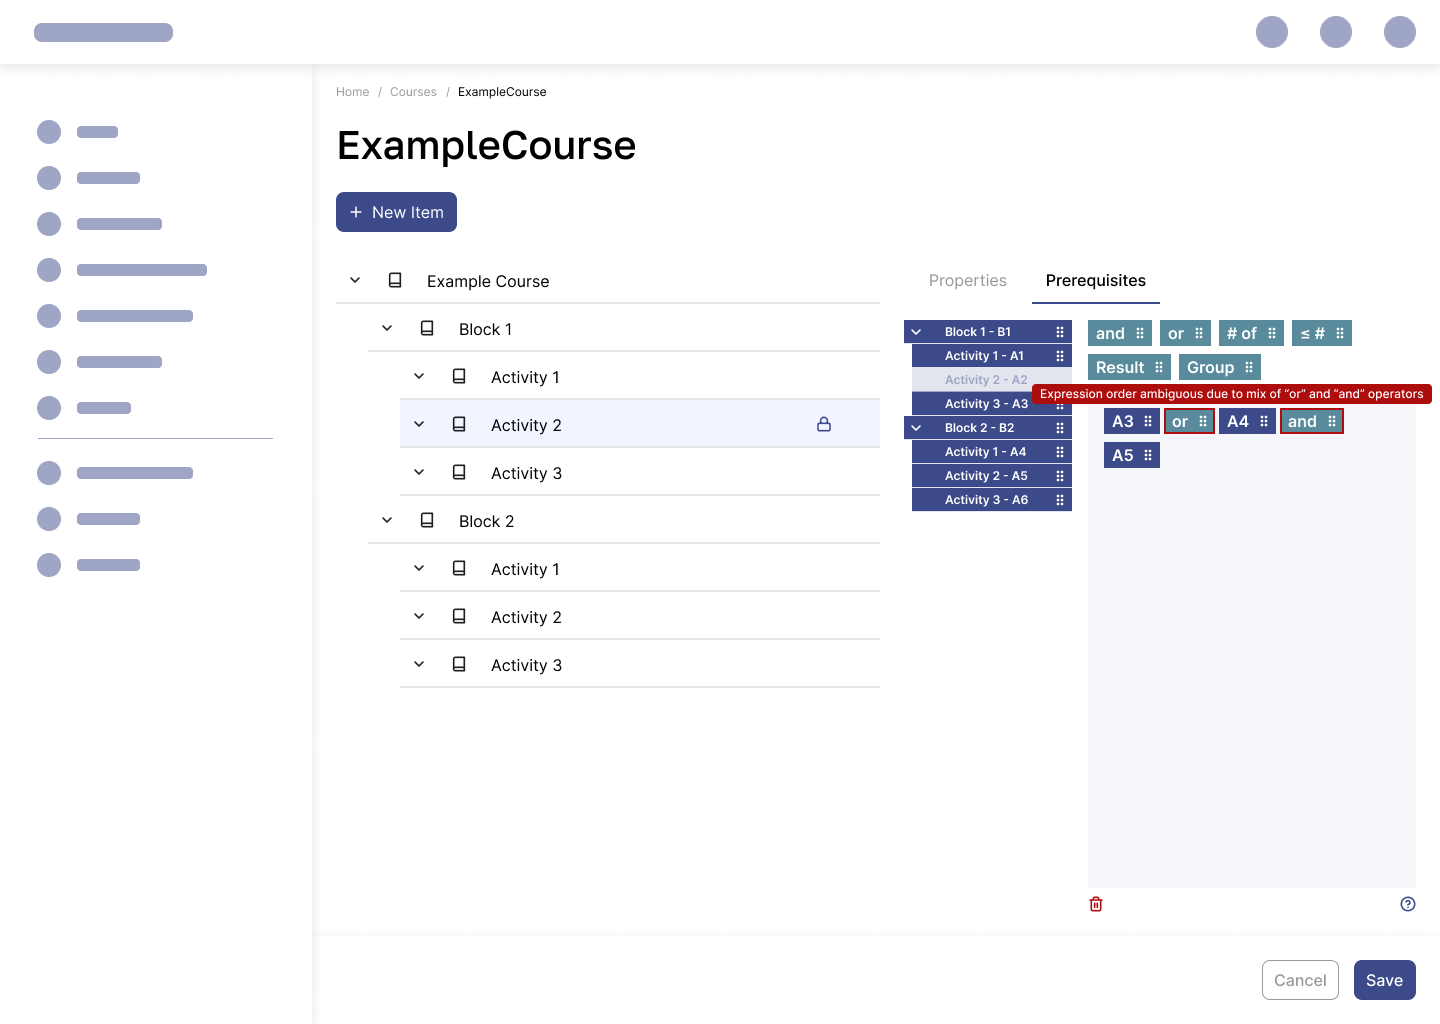 Home / Courses / ExampleCourse
ExampleCourse
+ New Item
Example Course
Block 1
Activity 1
Activity 2
Activity 3
Block 2
Activity 1
Activity 2
Activity 3
Properties Prerequisites
Block 1 - B1
Activity 1 - A1
Activity 2 - A2
Activity 3 - A3
Block 2 - B2
Activity 1 - A4
Activity 2 - A5
Activity 3 - A6
and or # of ≤ #
Result Group
Expression order ambiguous due to mix of “or” and “and” operators
A3 or A4 and
A5
Cancel Save